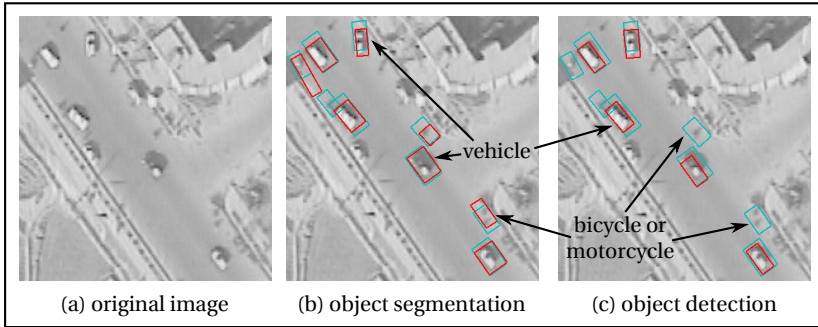 vehicle
bicycle or
motorcycle
(a) original image
(b) object segmentation
(c) object detection